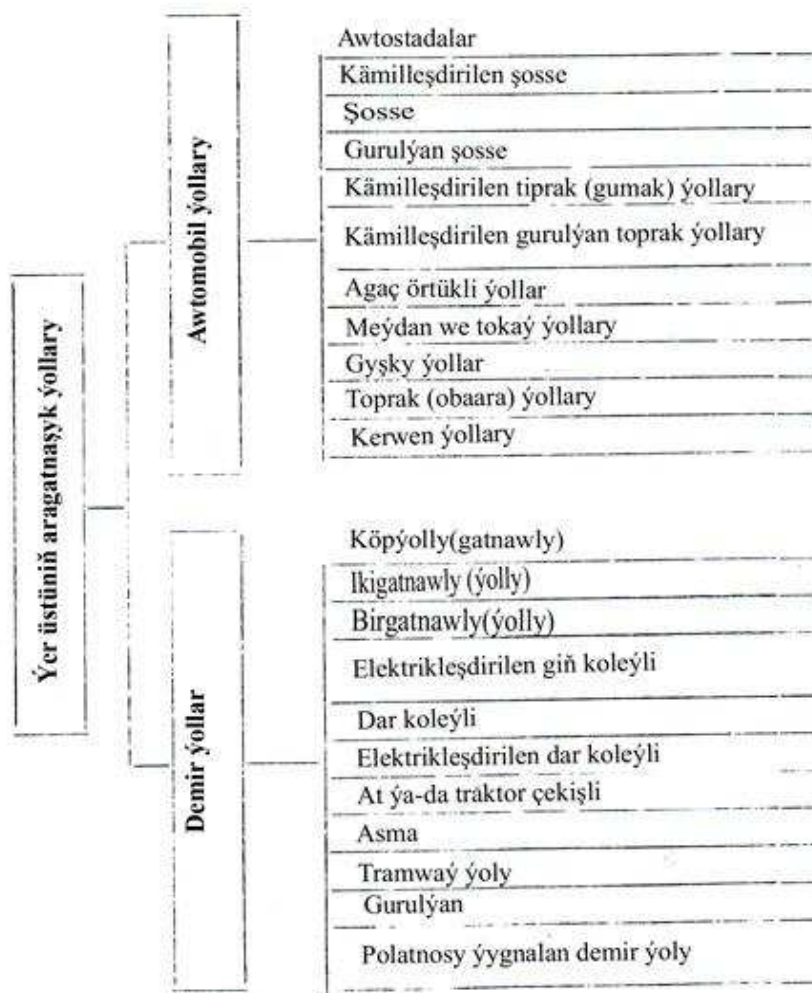 Ýer üstüniň aragatnaşyk ýollary
Awtomobil ýollary
Awtostadalar
Kämilleşdirilen şosse
Şosse
Gurulýan şosse
Kämilleşdirilen tiprak (gumak) ýollary
Kämilleşdirilen gurulýan toprak ýollary
Agaç örtükli ýollar
Meýdan we tokaý ýollary
Gyşky ýollar
Toprak (obaara) ýollary
Kerwen ýollary
Demir ýollar
Köpýolly(gatnawly)
Ikigatnawly (ýolly)
Birgatnawly(ýolly)
Elektrikleşdirilen giň koleýli
Dar koleýli
Elektrikleşdirilen dar koleýli
At ýa-da traktor çekişli
Asma
Tramwaý ýoly
Gurulýan
Polatnosy ýygnalan demir ýoly